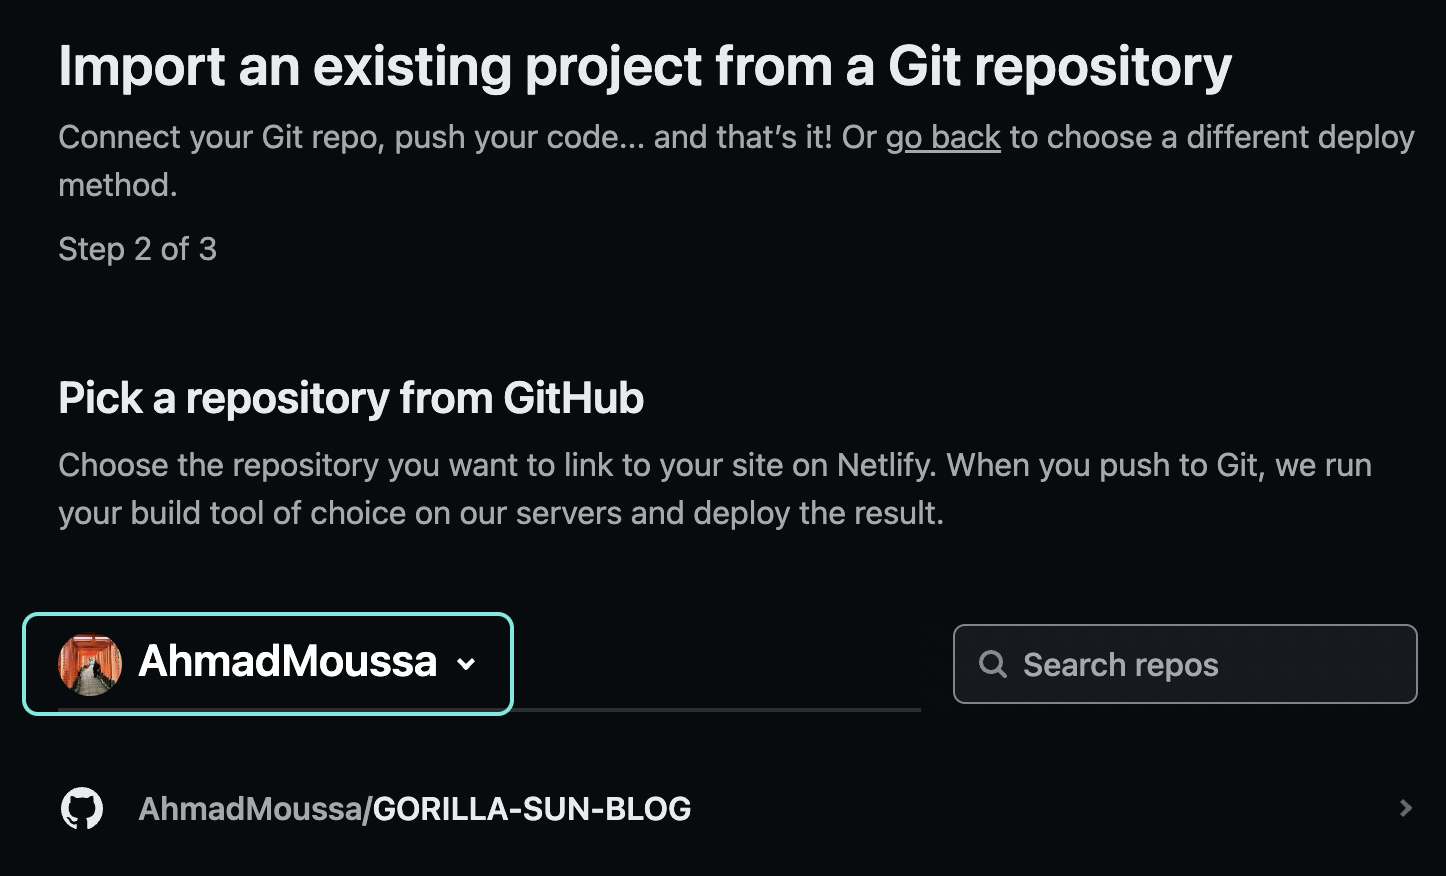 Import an existing project from a Git repository
Connect your Git repo, push your code... and that’s it! Or go back to choose a different deploy
method.
Step 2 of 3
Pick a repository from GitHub
Choose the repository you want to link to your site on Netlify. When you push to Git, we run
your build tool of choice on our servers and deploy the result.
AhmadMoussa
Search repos
AhmadMoussa/GORILLA-SUN-BLOG